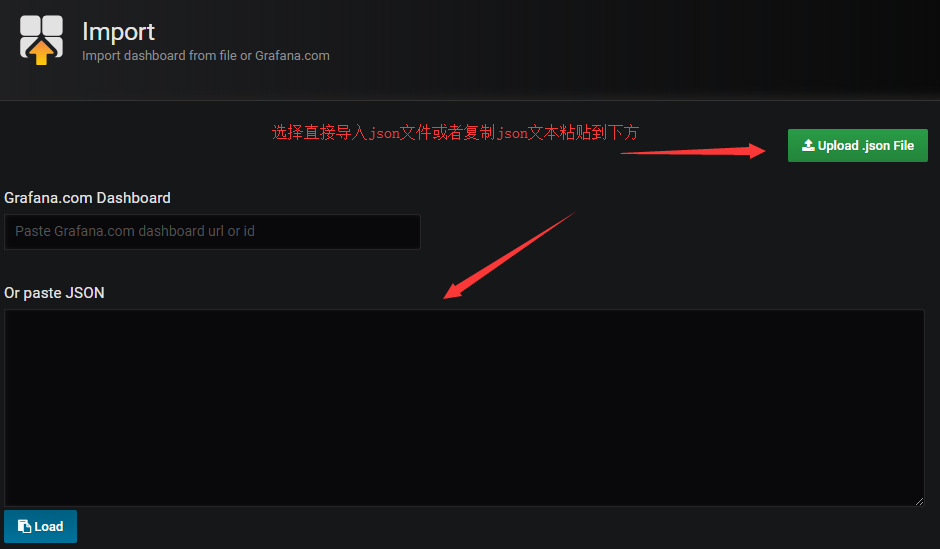 Import
Import dashboard from file or Grafana.com
选择直接导入json文件或者复制json文本粘贴到下方
Upload .json File
Grafana.com Dashboard
Paste Grafana.com dashboard url or id
Or paste JSON
Load